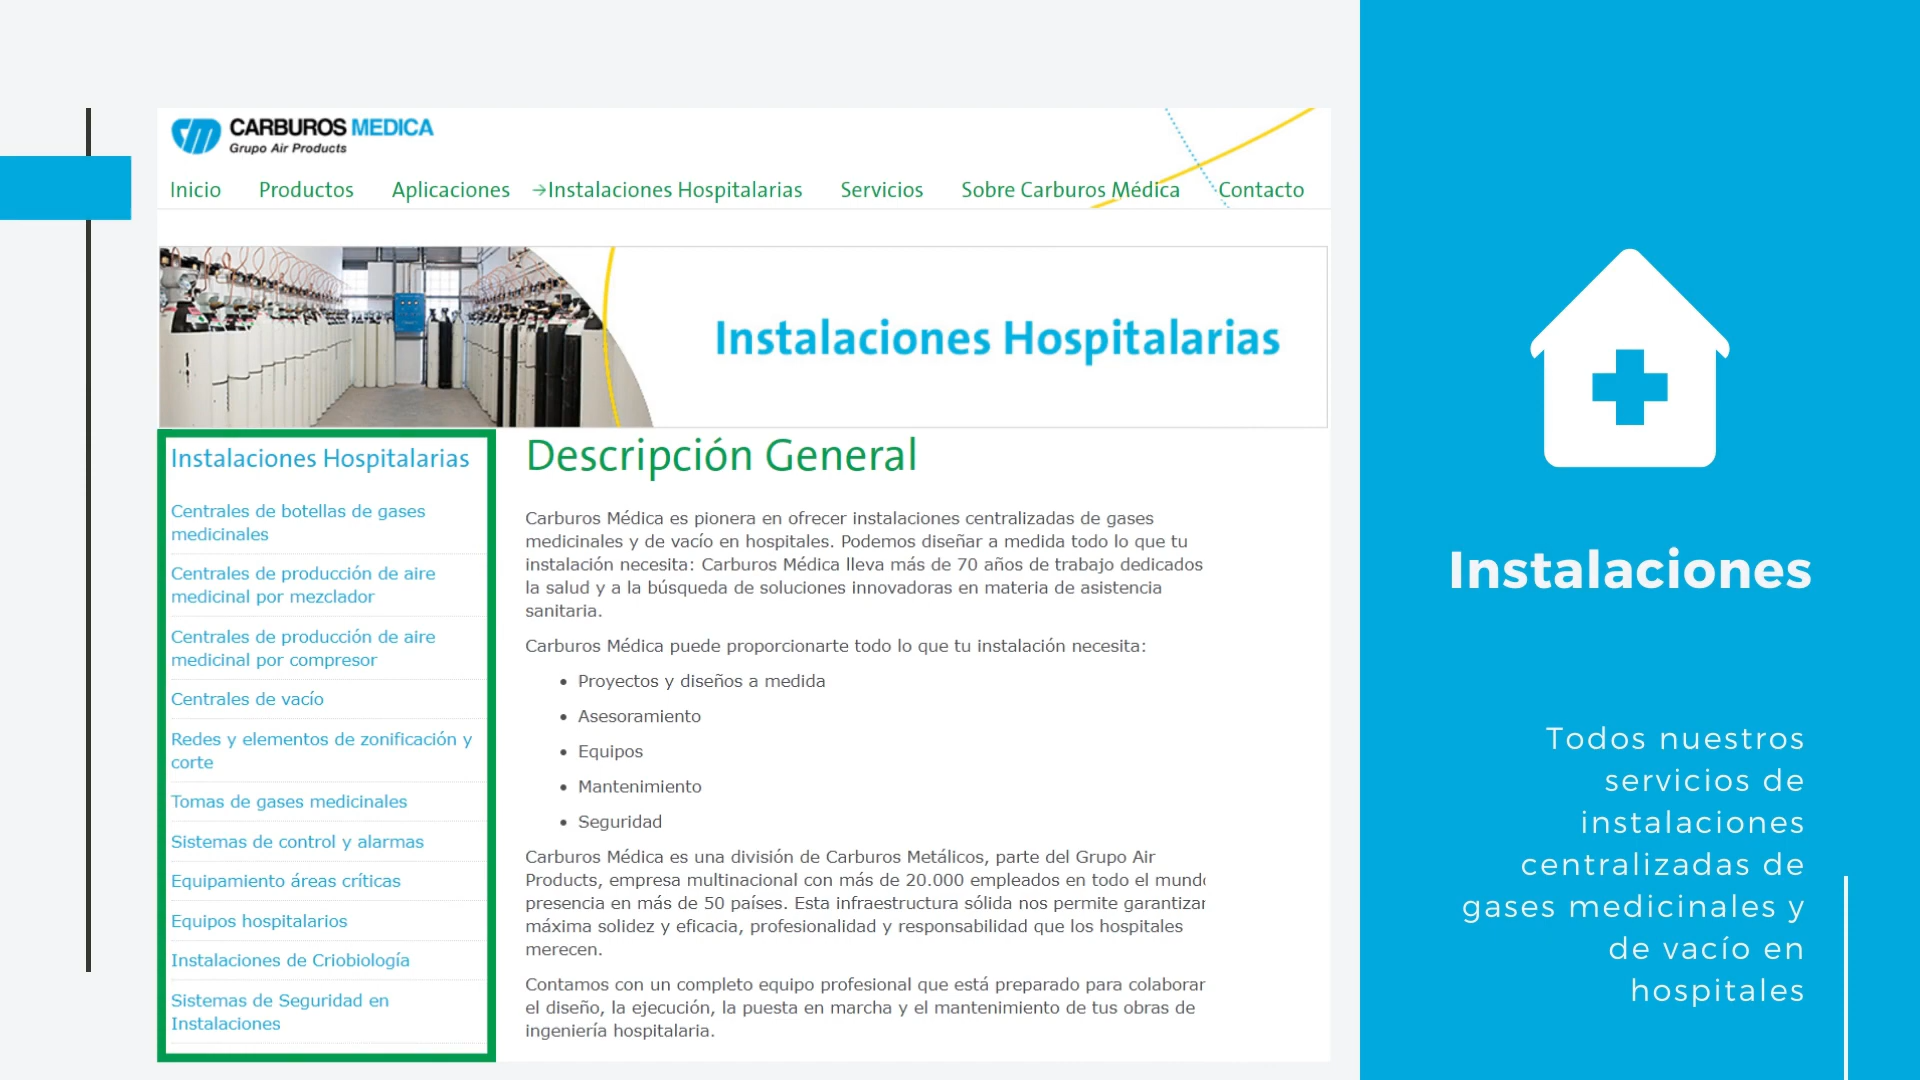 CARBUROS MEDICA
Grupo Air Products
Inicio Productos Aplicaciones →Instalaciones Hospitalarias Servicios Sobre Carburos Médica Contacto
Instalaciones Hospitalarias
Instalaciones Hospitalarias
Centrales de botellas de gases
medicinales
Centrales de producción de aire
medicinal por mezclador
Centrales de producción de aire
medicinal por compresor
Centrales de vacío
Redes y elementos de zonificación y
corte
Tomas de gases medicinales
Sistemas de control y alarmas
Equipamiento áreas críticas
Equipos hospitalarios
Instalaciones de Criobiología
Sistemas de Seguridad en
Instalaciones
Descripción General
Carburos Médica es pionera en ofrecer instalaciones centralizadas de gases
medicinales y de vacío en hospitales. Podemos diseñar a medida todo lo que tu
instalación necesita: Carburos Médica lleva más de 70 años de trabajo dedicados
la salud y a la búsqueda de soluciones innovadoras en materia de asistencia
sanitaria.
Carburos Médica puede proporcionarte todo lo que tu instalación necesita:
• Proyectos y diseños a medida
• Asesoramiento
• Equipos
• Mantenimiento
• Seguridad
Carburos Médica es una división de Carburos Metálicos, parte del Grupo Air
Products, empresa multinacional con más de 20.000 empleados en todo el mundo
presencia en más de 50 países. Esta infraestructura sólida nos permite garantizar
máxima solidez y eficacia, profesionalidad y responsabilidad que los hospitales
merecen.
Contamos con un completo equipo profesional que está preparado para colaborar
el diseño, la ejecución, la puesta en marcha y el mantenimiento de tus obras de
ingeniería hospitalaria.
Instalaciones
Todos nuestros
servicios de
instalaciones
centralizadas de
gases medicinales y
de vacío en
hospitales